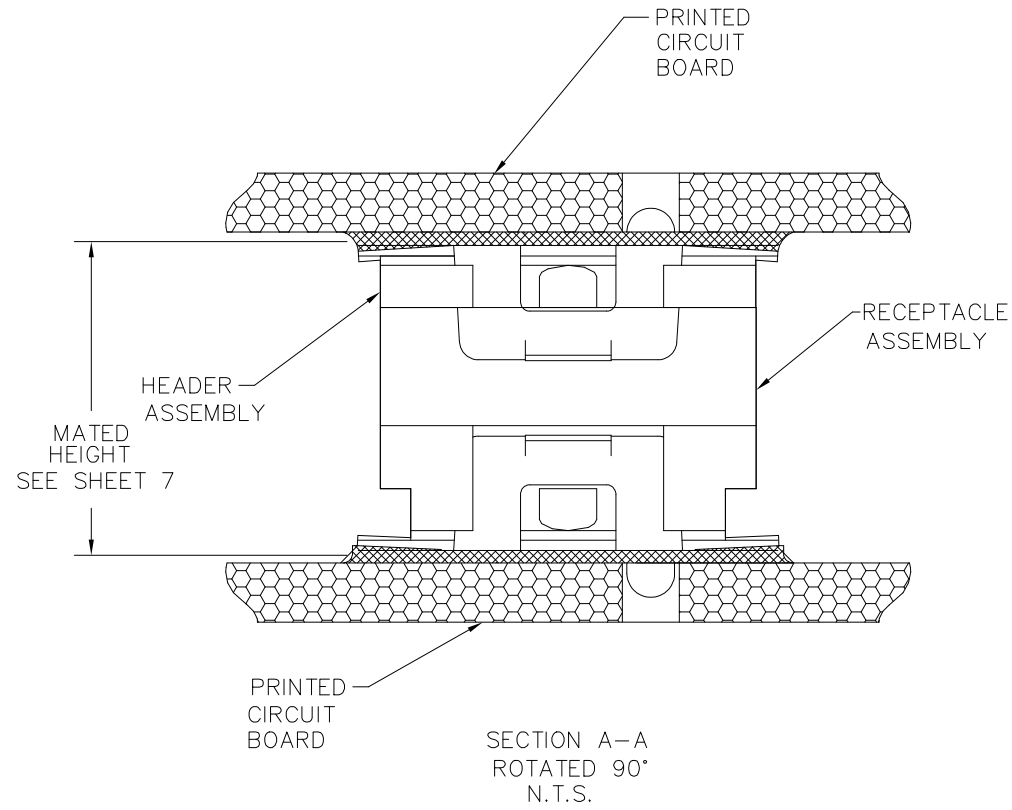 PRINTED
CIRCUIT
BOARD
RECEPTACLE
ASSEMBLY
HEADER
ASSEMBLY
MATED
HEIGHT
SEE SHEET 7
PRINTED
CIRCUIT
BOARD
SECTION A-A
ROTATED 90°
N.T.S.